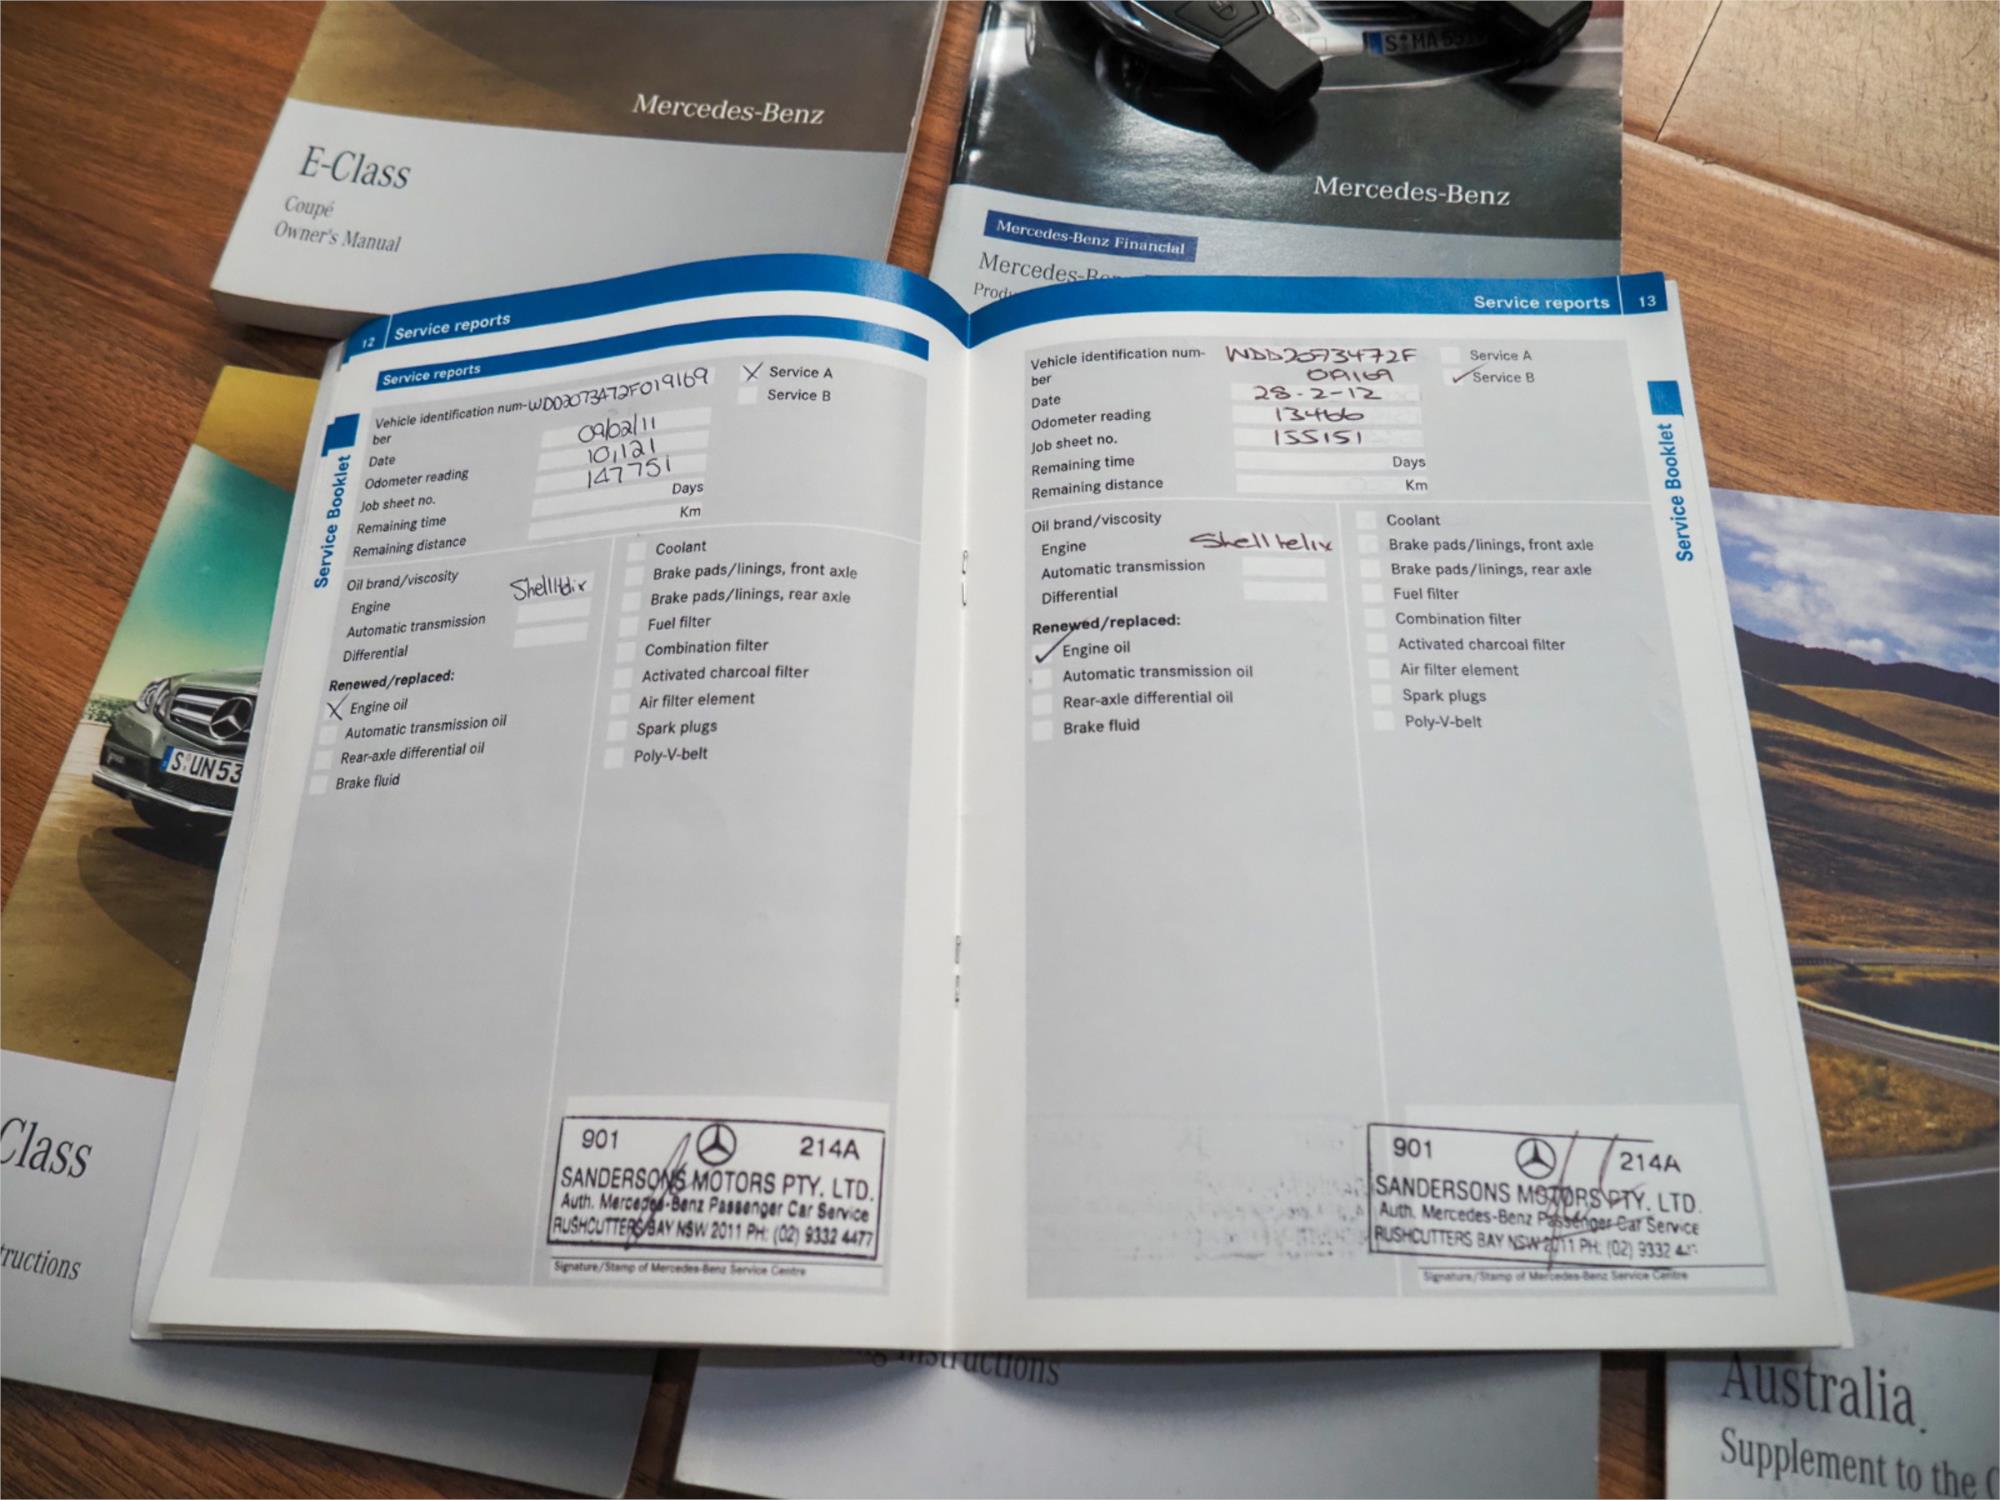 Mercedes-Benz
E-Class
Coupé
Owner's Manual
S MA 53
Mercedes-Benz
Mercedes-Benz Financial
12 Service reports
Service reports
Service Booklet
Vehicle identification num-
ber
WDD2073472F019169
X Service A
Service B
Date 09/02/11
Odometer reading 10,121
Job sheet no. 147751
Remaining time Days
Remaining distance Km
Oil brand/viscosity
Engine Shell Helix
Automatic transmission
Differential
Renewed/replaced:
X Engine oil
Automatic transmission oil
Rear-axle differential oil
Brake fluid
Coolant
Brake pads/linings, front axle
Brake pads/linings, rear axle
Fuel filter
Combination filter
Activated charcoal filter
Air filter element
Spark plugs
Poly-V-belt
901 214A
SANDERSONS MOTORS PTY. LTD.
Auth. Mercedes-Benz Passenger Car Service
RUSHCUTTERS BAY NSW 2011 PH: (02) 9332 4477
Signature/Stamp of Mercedes-Benz Service Centre
Service reports 13
Service Booklet
Vehicle identification num-
ber
WDD2073472F
019169
Service A
✓ Service B
Date 28-2-12
Odometer reading 13466
Job sheet no. 155151
Remaining time Days
Remaining distance Km
Oil brand/viscosity
Engine Shell Helix
Automatic transmission
Differential
Renewed/replaced:
✓ Engine oil
Automatic transmission oil
Rear-axle differential oil
Brake fluid
Coolant
Brake pads/linings, front axle
Brake pads/linings, rear axle
Fuel filter
Combination filter
Activated charcoal filter
Air filter element
Spark plugs
Poly-V-belt
901 214A
SANDERSONS MOTORS PTY. LTD.
Auth. Mercedes-Benz Passenger Car Service
RUSHCUTTERS BAY NSW 2011 PH: (02) 9332
Signature/Stamp of Mercedes-Benz Service Centre
S UN 53
Class
Instructions
Australia.
Supplement to the